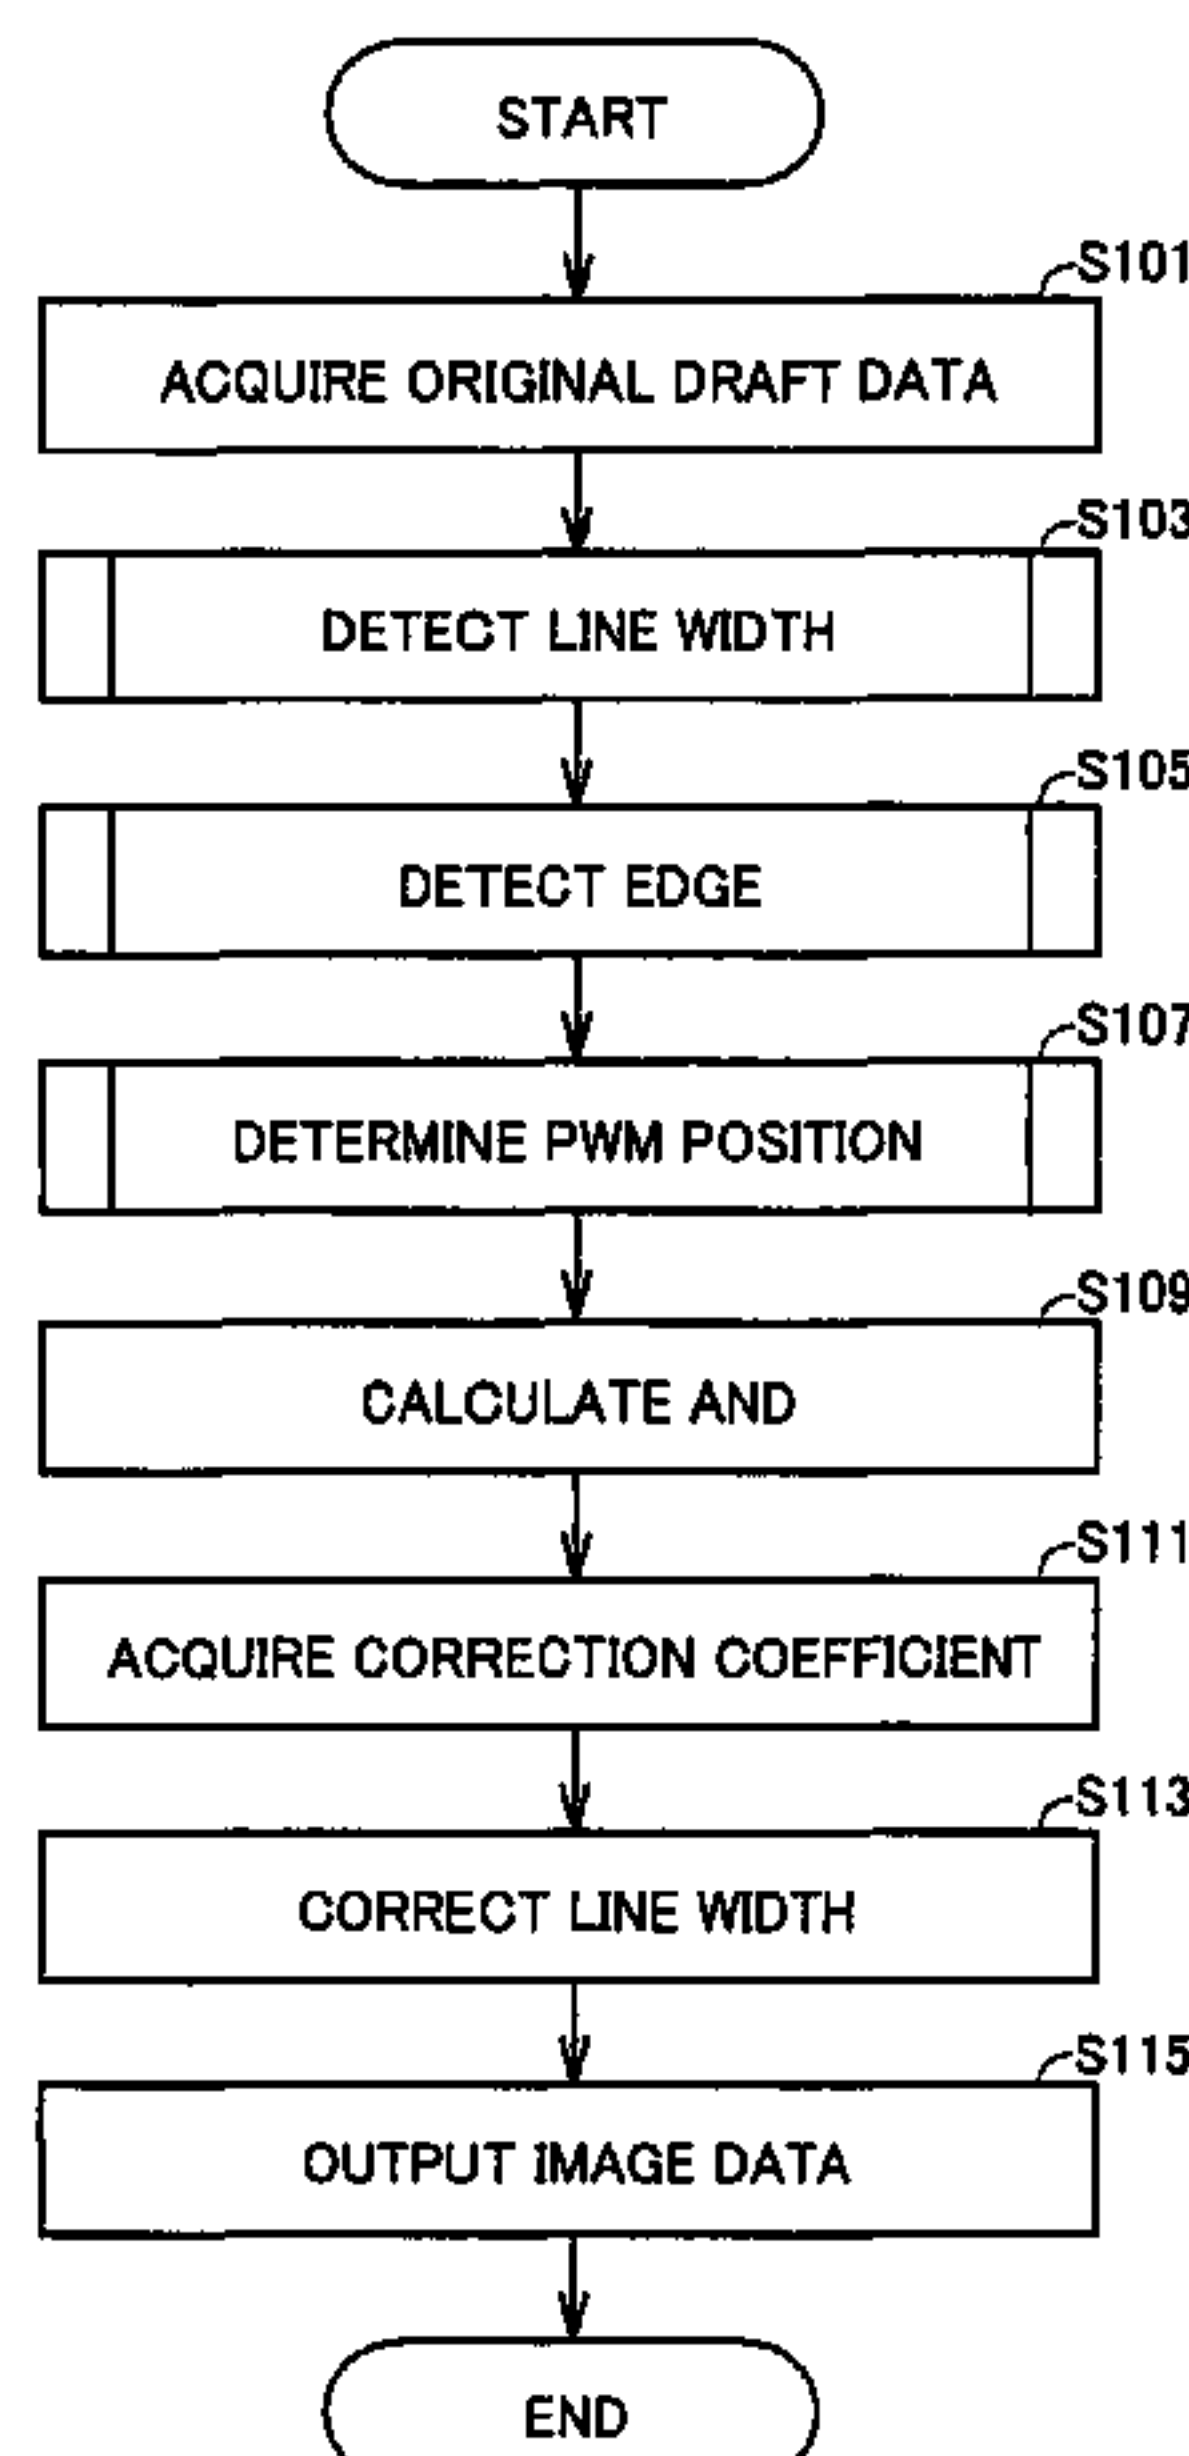 START
S101
ACQUIRE ORIGINAL DRAFT DATA
S103
DETECT LINE WIDTH
S105
DETECT EDGE
S107
DETERMINE PWM POSITION
S109
CALCULATE AND
S111
ACQUIRE CORRECTION COEFFICIENT
S113
CORRECT LINE WIDTH
S115
OUTPUT IMAGE DATA
END